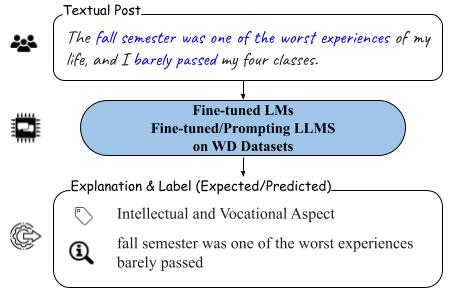 Textual Post
The fall semester was one of the worst experiences of my
life, and I barely passed my four classes.
Fine-tuned LMs
Fine-tuned/Prompting LLMS
on WD Datasets
Explanation & Label (Expected/Predicted)
Intellectual and Vocational Aspect
fall semester was one of the worst experiences
barely passed